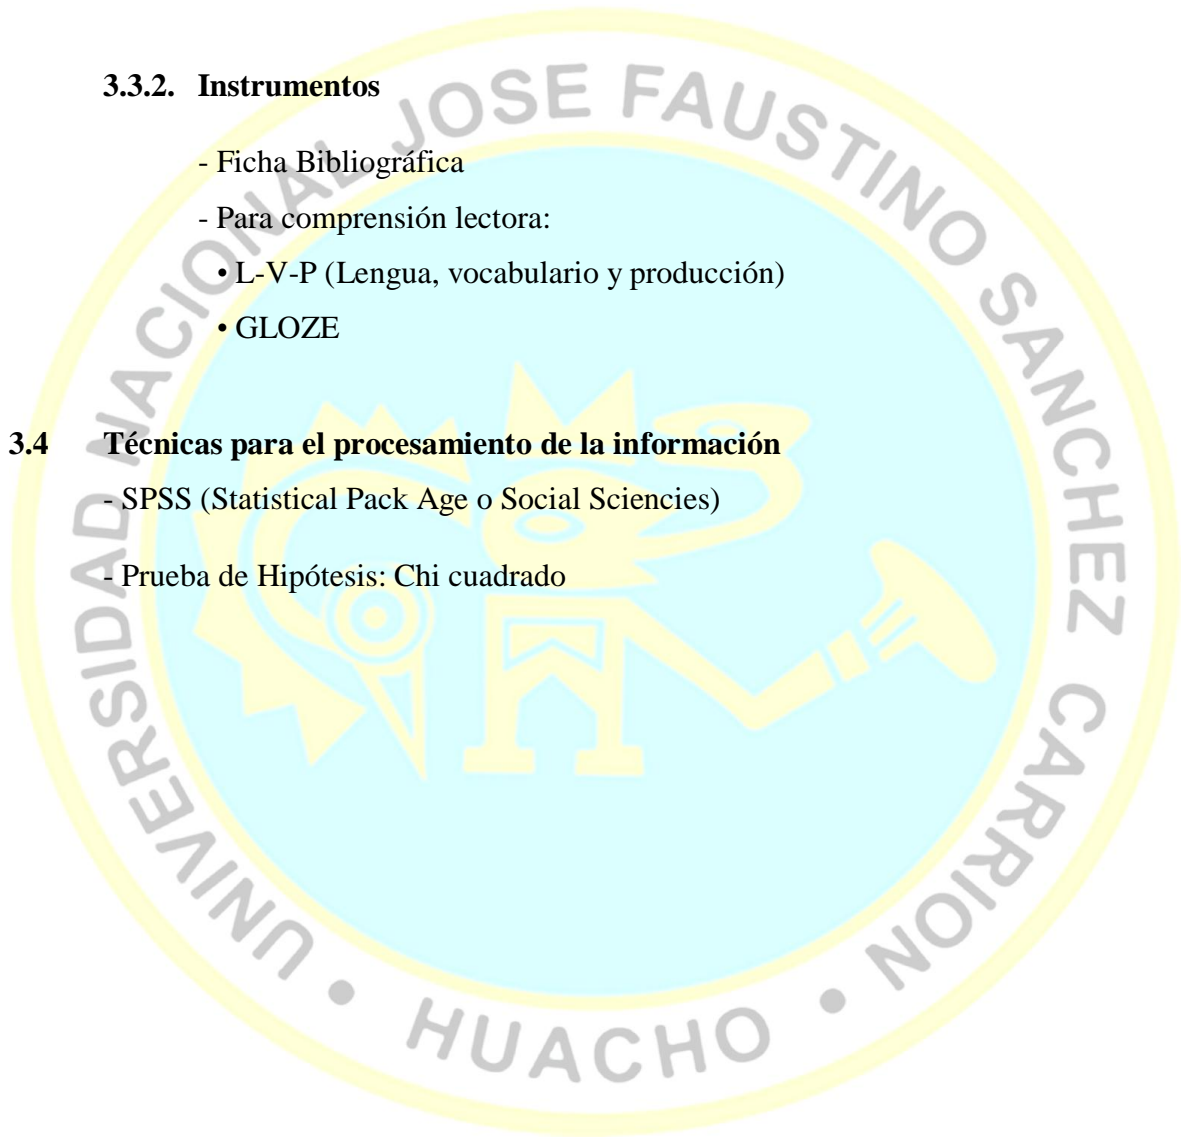 3.3.2. Instrumentos
- Ficha Bibliográfica
- Para comprensión lectora:
• L-V-P (Lengua, vocabulario y producción)
• GLOZE
3.4 Técnicas para el procesamiento de la información
- SPSS (Statistical Pack Age o Social Sciencies)
- Prueba de Hipótesis: Chi cuadrado
UNIVERSIDAD NACIONAL JOSE FAUSTINO SANCHEZ CARRION • HUACHO •